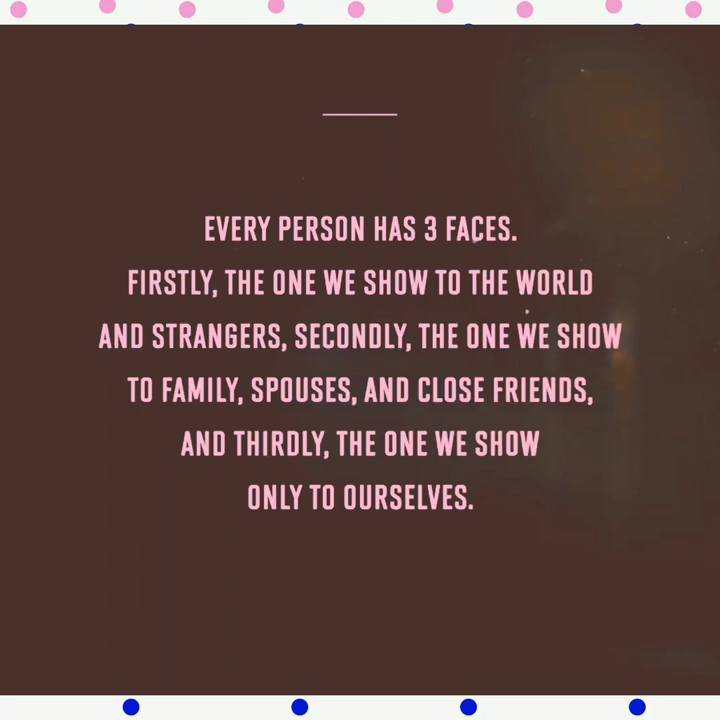 EVERY PERSON HAS 3 FACES.
FIRSTLY, THE ONE WE SHOW TO THE WORLD
AND STRANGERS, SECONDLY, THE ONE WE SHOW
TO FAMILY, SPOUSES, AND CLOSE FRIENDS,
AND THIRDLY, THE ONE WE SHOW
ONLY TO OURSELVES.